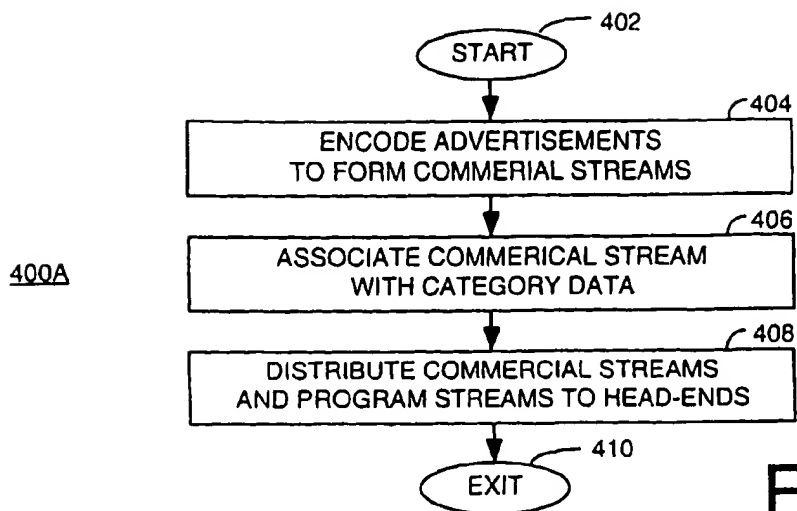 402
START
404
ENCODE ADVERTISEMENTS
TO FORM COMMERIAL STREAMS
406
ASSOCIATE COMMERICAL STREAM
WITH CATEGORY DATA
400A
408
DISTRIBUTE COMMERCIAL STREAMS
AND PROGRAM STREAMS TO HEAD-ENDS
410
EXIT